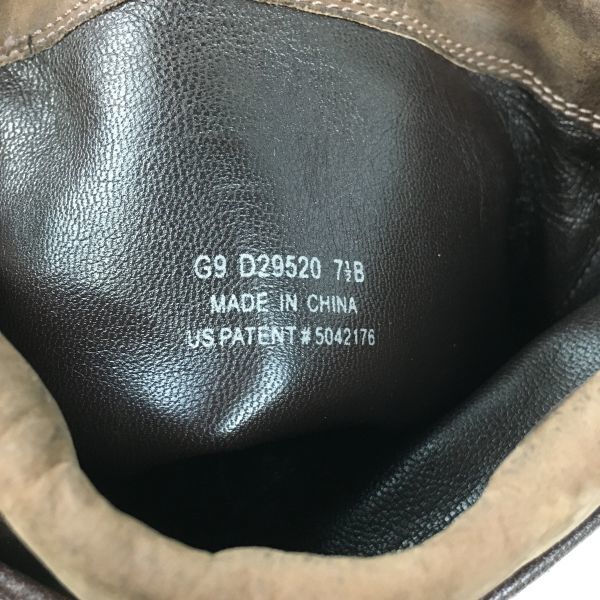 G9 D29520 7½B
MADE IN CHINA
US PATENT # 5042176